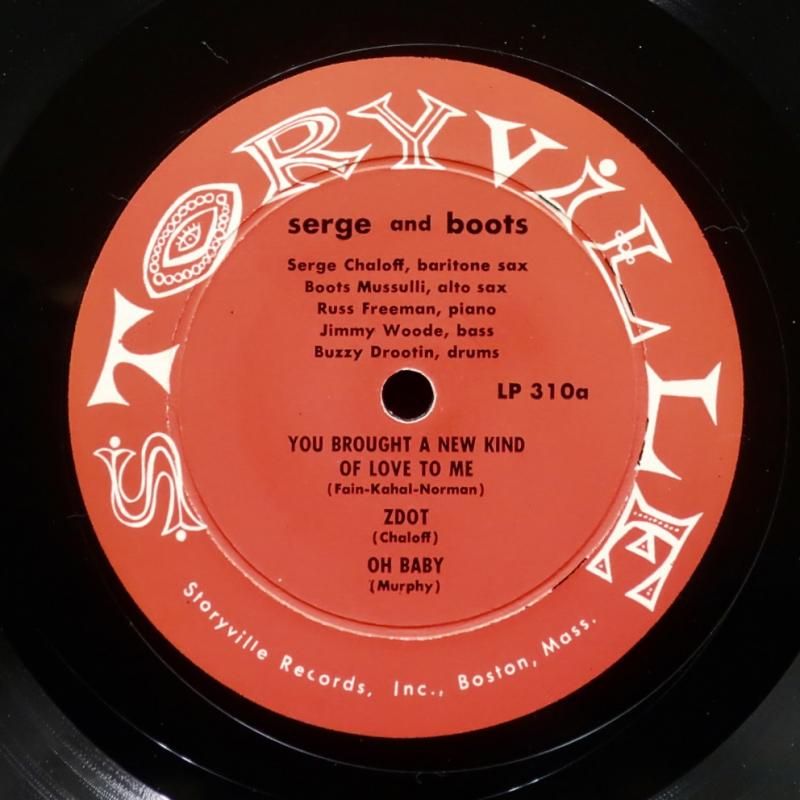 STORYViLLE
serge and boots
Serge Chaloff, baritone sax
Boots Mussulli, alto sax
Russ Freeman, piano
Jimmy Woode, bass
Buzzy Drootin, drums
LP 310a
YOU BROUGHT A NEW KIND
OF LOVE TO ME
(Fain-Kahal-Norman)
ZDOT
(Chaloff)
OH BABY
(Murphy)
Storyville Records, Inc., Boston, Mass.